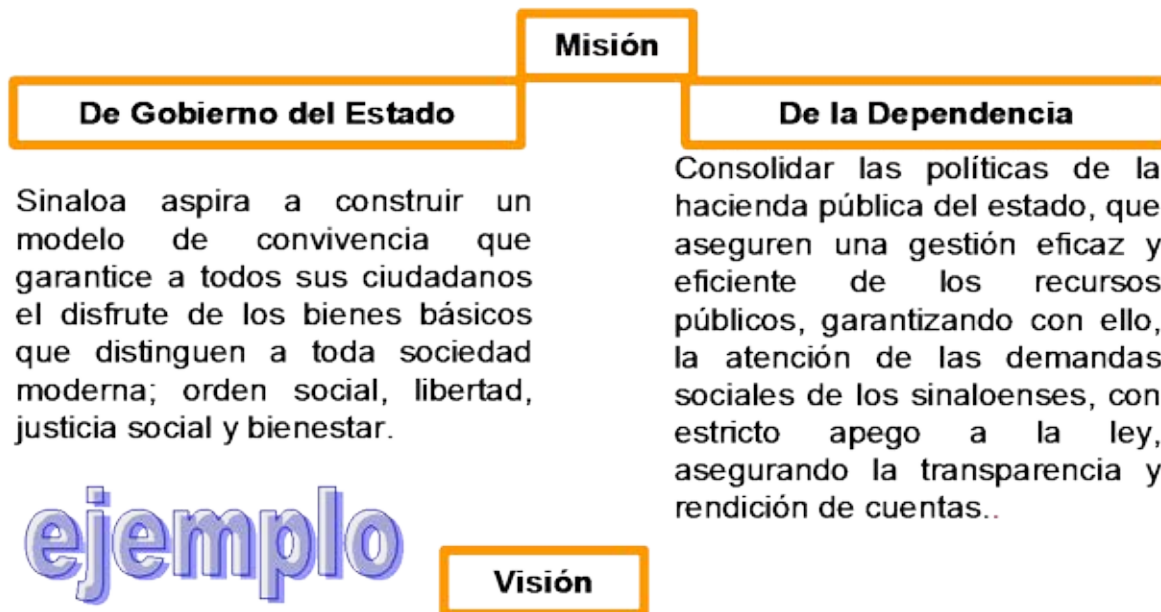 Misión
De Gobierno del Estado
Sinaloa aspira a construir un
modelo de convivencia que
garantice a todos sus ciudadanos
el disfrute de los bienes básicos
que distinguen a toda sociedad
moderna; orden social, libertad,
justicia social y bienestar.
De la Dependencia
Consolidar las políticas de la
hacienda pública del estado, que
aseguren una gestión eficaz y
eficiente de los recursos
públicos, garantizando con ello,
la atención de las demandas
sociales de los sinaloenses, con
estricto apego a la ley,
asegurando la transparencia y
rendición de cuentas..
ejemplo
Visión